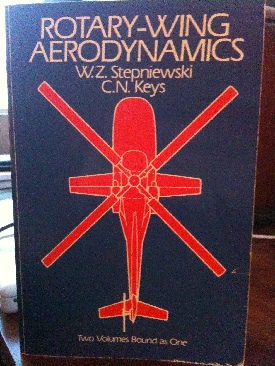 ROTARY-WING
AERODYNAMICS
W.Z. Stepniewski
C.N. Keys
Two Volumes Bound as One